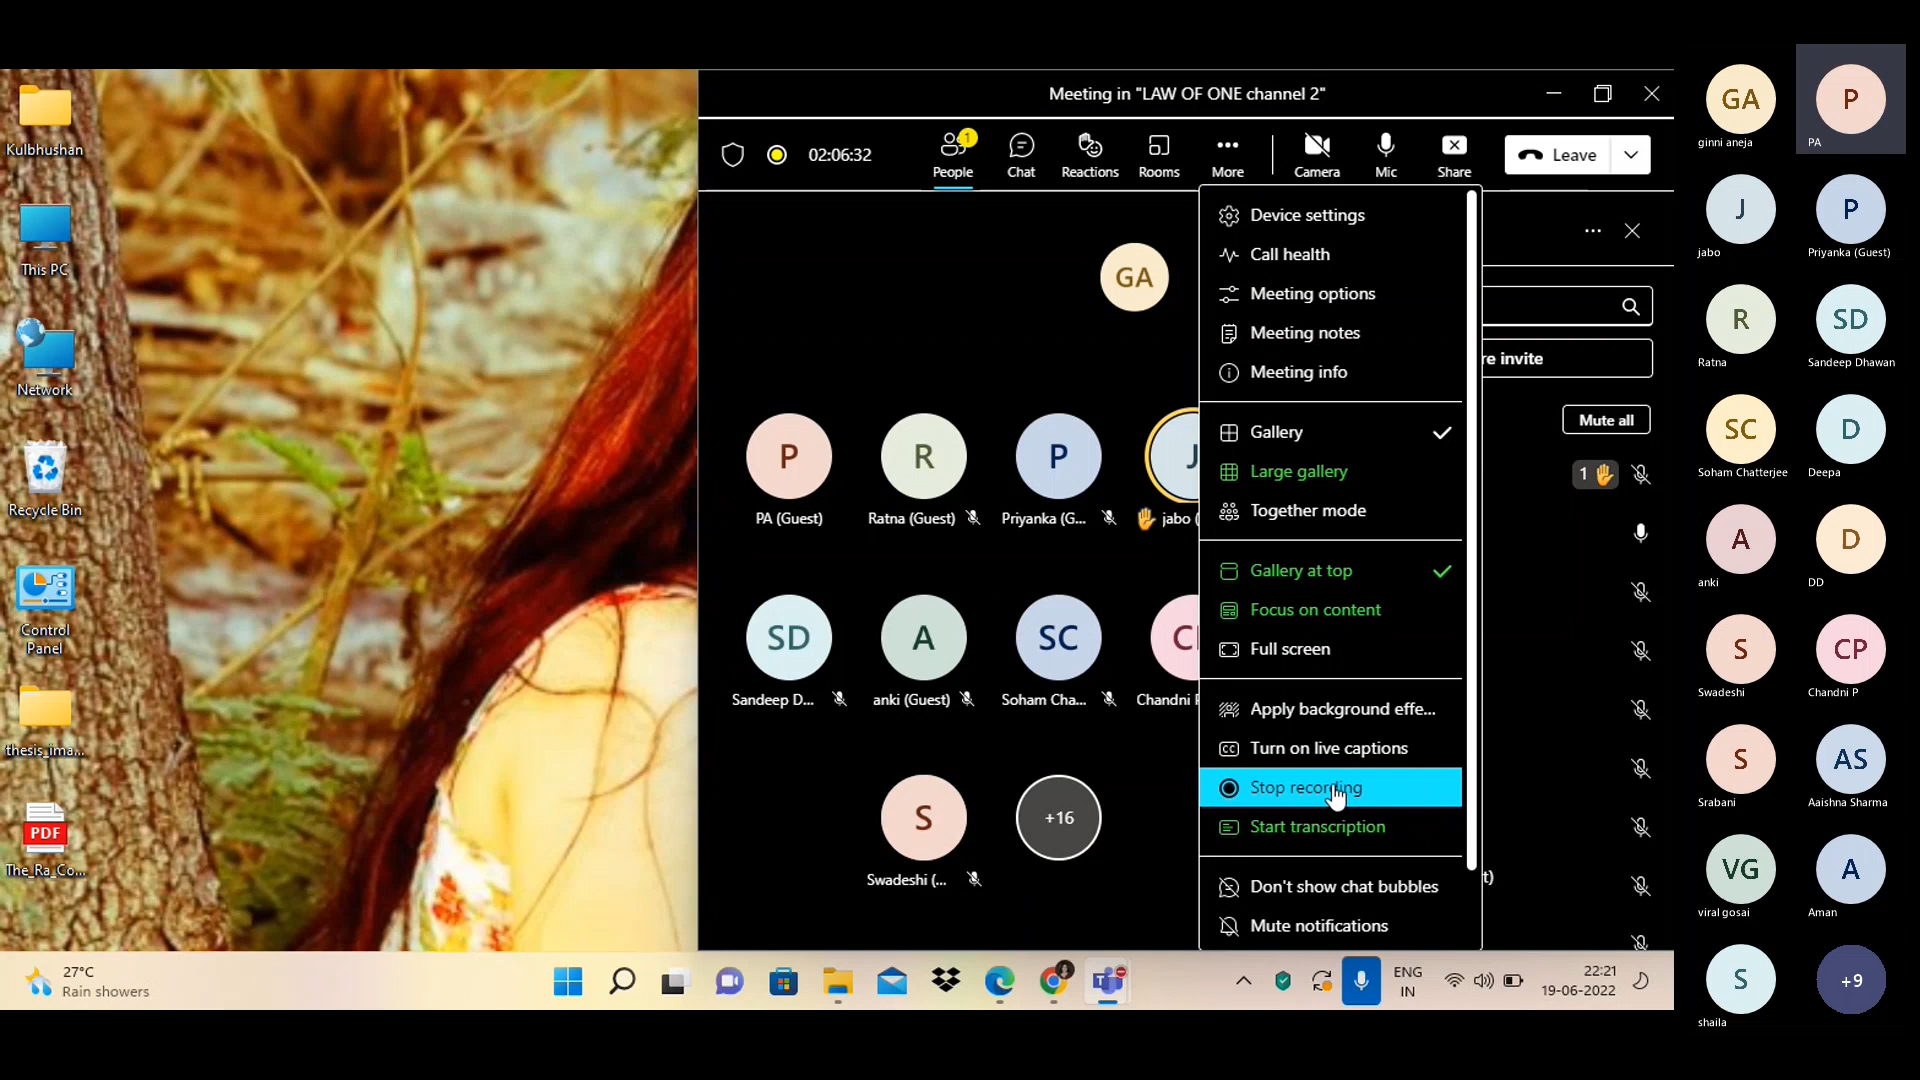 Kulbhushan
This PC
Network
Recycle Bin
Control
Panel
thesis_ima...
PDF
The_Ra_Co...
Meeting in "LAW OF ONE channel 2"
02:06:32
1
People
Chat
Reactions
Rooms
More
Camera
Mic
Share
Leave
Device settings
Call health
Meeting options
Meeting notes
Meeting info
Gallery
Large gallery
Together mode
Gallery at top
Focus on content
Full screen
Apply background effe...
Turn on live captions
Stop recording
Start transcription
Don't show chat bubbles
Mute notifications
re invite
Mute all
1
t)
GA
P
PA (Guest)
R
Ratna (Guest)
P
Priyanka (G...
J
jabo (
SD
Sandeep D...
A
anki (Guest)
SC
Soham Cha...
C
Chandni P
S
Swadeshi (...
+16
27°C
Rain showers
ENG
IN
22:21
19-06-2022
GA
ginni aneja
P
PA
J
jabo
P
Priyanka (Guest)
R
Ratna
SD
Sandeep Dhawan
SC
Soham Chatterjee
D
Deepa
A
anki
D
DD
S
Swadeshi
CP
Chandni P
S
Srabani
AS
Aaishna Sharma
VG
viral gosai
A
Aman
S
shaila
+9